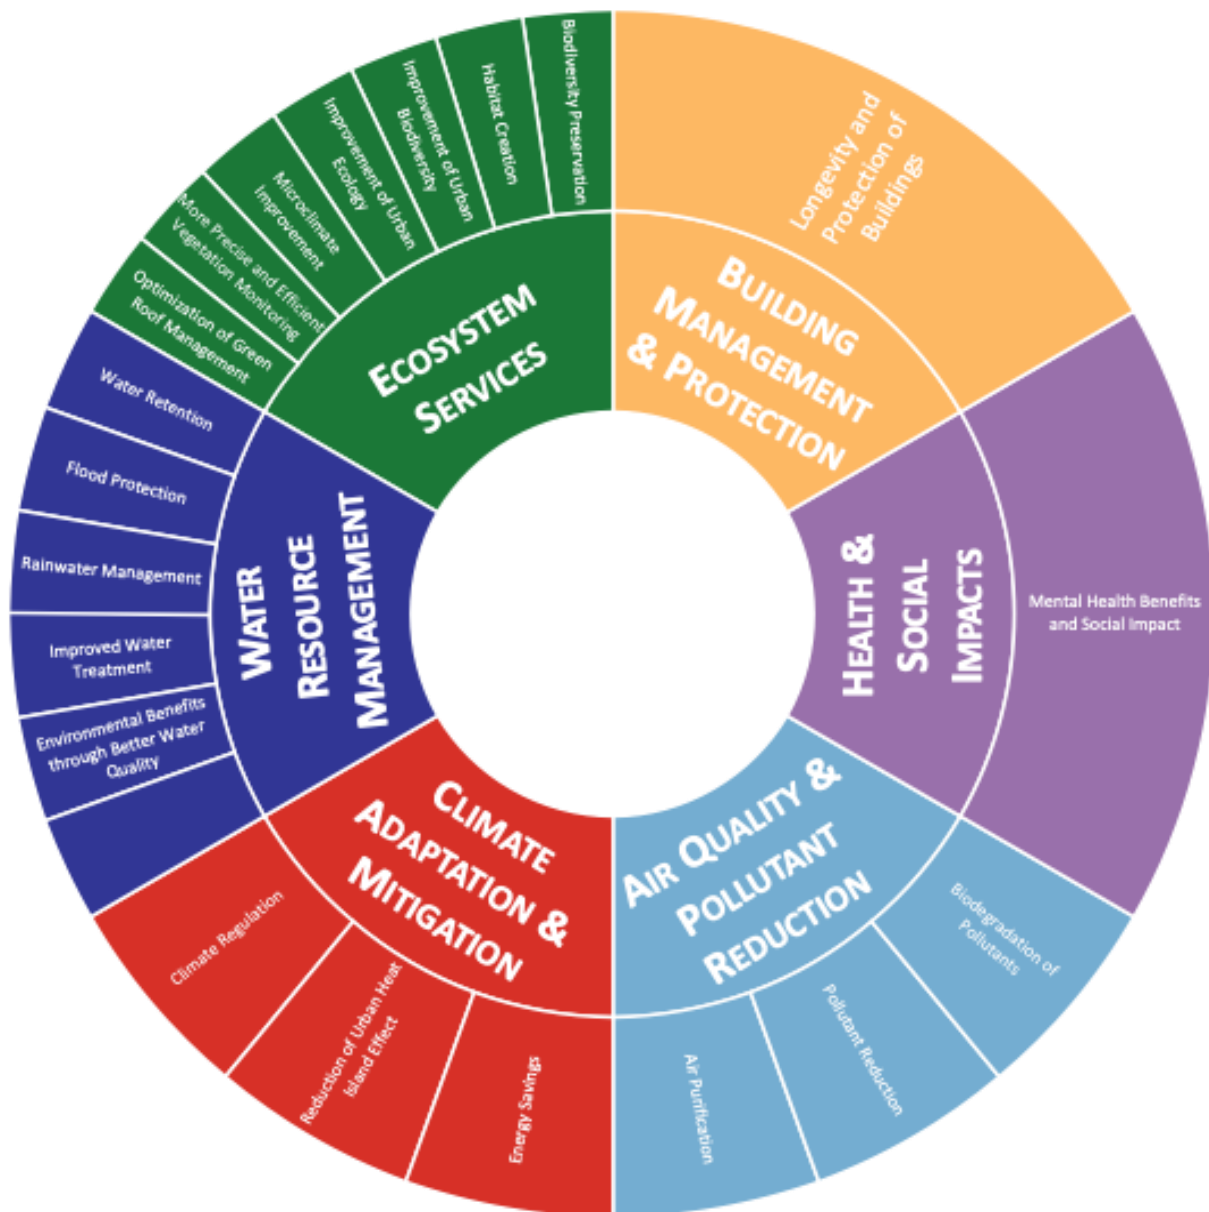 BUILDING
MANAGEMENT
& PROTECTION
Longevity and
Protection of
Buildings
HEALTH &
SOCIAL
IMPACTS
Mental Health Benefits
and Social Impact
AIR QUALITY &
POLLUTANT
REDUCTION
Biodegradation of
Pollutants
Pollutant Reduction
Air Purification
CLIMATE
ADAPTATION &
MITIGATION
Energy Savings
Reduction of Urban Heat
Island Effect
Climate Regulation
WATER
RESOURCE
MANAGEMENT
Environmental Benefits
through Better Water
Quality
Improved Water
Treatment
Rainwater Management
Flood Protection
Water Retention
ECOSYSTEM
SERVICES
Optimization of Green
Roof Management
More Precise and Efficient
Vegetation Monitoring
Microclimate
Improvement
Improvement of Urban
Ecology
Improvement of Urban
Biodiversity
Habitat Creation
Biodiversity Preservation